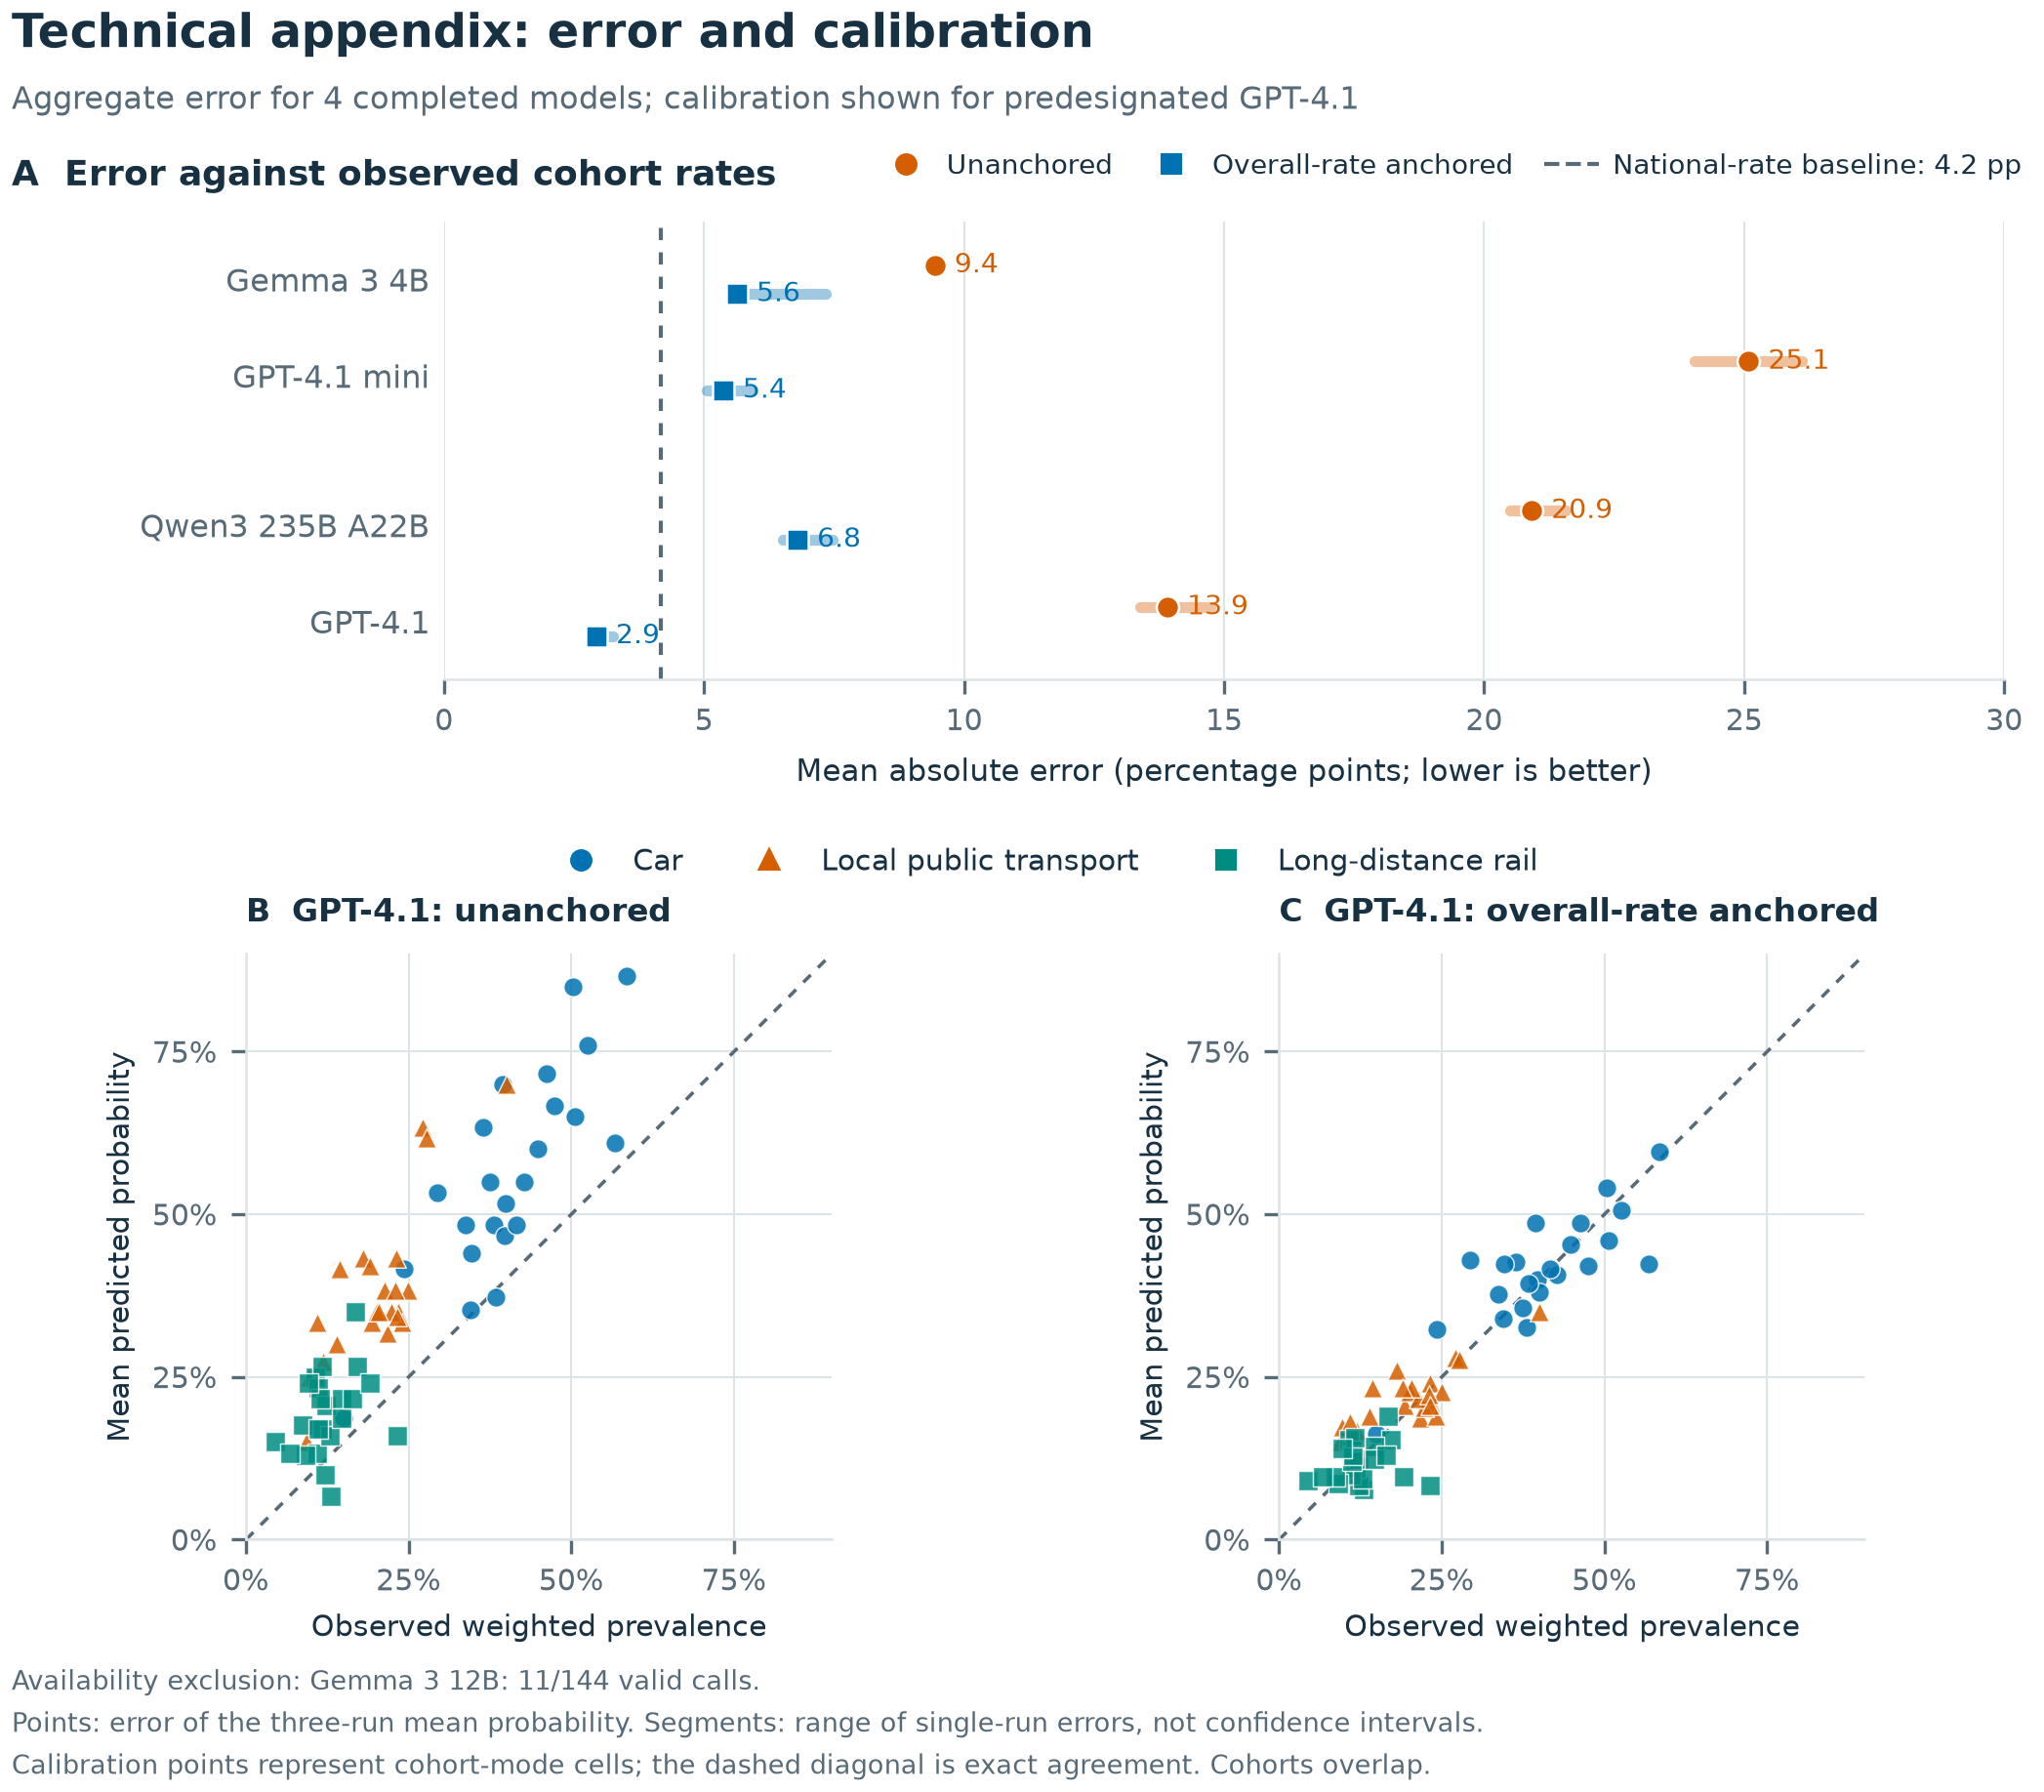 Technical appendix: error and calibration
Aggregate error for 4 completed models; calibration shown for predesignated GPT-4.1
A Error against observed cohort rates
Unanchored
Overall-rate anchored
National-rate baseline: 4.2 pp
Gemma 3 4B
9.4
5.6
GPT-4.1 mini
25.1
5.4
Qwen3 235B A22B
20.9
6.8
GPT-4.1
13.9
2.9
0 5 10 15 20 25 30
Mean absolute error (percentage points; lower is better)
Car
Local public transport
Long-distance rail
B GPT-4.1: unanchored
Mean predicted probability
75%
50%
25%
0%
0% 25% 50% 75%
Observed weighted prevalence
C GPT-4.1: overall-rate anchored
Mean predicted probability
75%
50%
25%
0%
0% 25% 50% 75%
Observed weighted prevalence
Availability exclusion: Gemma 3 12B: 11/144 valid calls.
Points: error of the three-run mean probability. Segments: range of single-run errors, not confidence intervals.
Calibration points represent cohort-mode cells; the dashed diagonal is exact agreement. Cohorts overlap.